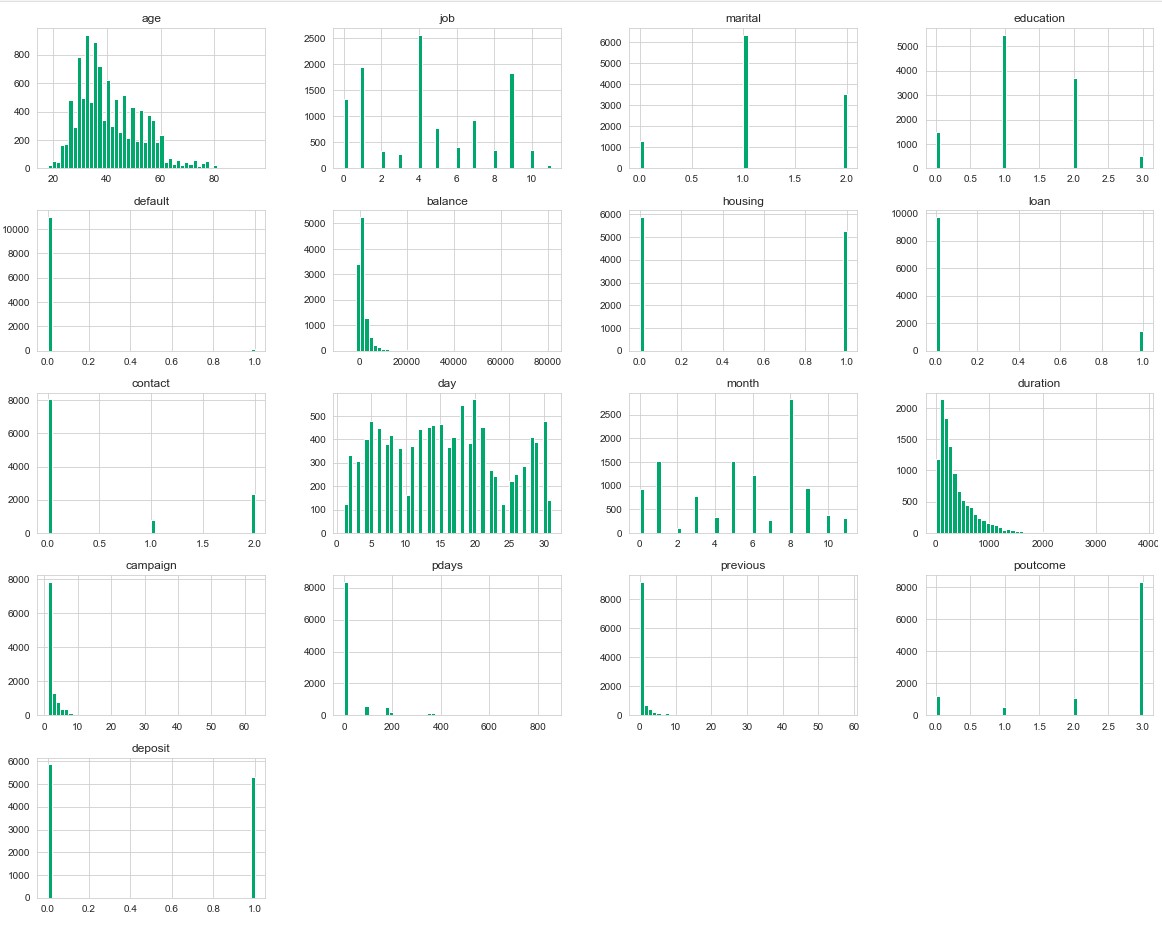 age
800
600
400
200
0
20 40 60 80
job
2500
2000
1500
1000
500
0
0 2 4 6 8 10
marital
6000
5000
4000
3000
2000
1000
0
0.0 0.5 1.0 1.5 2.0
education
5000
4000
3000
2000
1000
0
0.0 0.5 1.0 1.5 2.0 2.5 3.0
default
10000
8000
6000
4000
2000
0
0.0 0.2 0.4 0.6 0.8 1.0
balance
5000
4000
3000
2000
1000
0
0 20000 40000 60000 80000
housing
6000
5000
4000
3000
2000
1000
0
0.0 0.2 0.4 0.6 0.8 1.0
loan
10000
8000
6000
4000
2000
0
0.0 0.2 0.4 0.6 0.8 1.0
contact
8000
6000
4000
2000
0
0.0 0.5 1.0 1.5 2.0
day
500
400
300
200
100
0
0 5 10 15 20 25 30
month
2500
2000
1500
1000
500
0
0 2 4 6 8 10
duration
2000
1500
1000
500
0
0 1000 2000 3000 4000
campaign
8000
6000
4000
2000
0
0 10 20 30 40 50 60
pdays
8000
6000
4000
2000
0
0 200 400 600 800
previous
8000
6000
4000
2000
0
0 10 20 30 40 50 60
poutcome
8000
6000
4000
2000
0
0.0 0.5 1.0 1.5 2.0 2.5 3.0
deposit
6000
5000
4000
3000
2000
1000
0
0.0 0.2 0.4 0.6 0.8 1.0